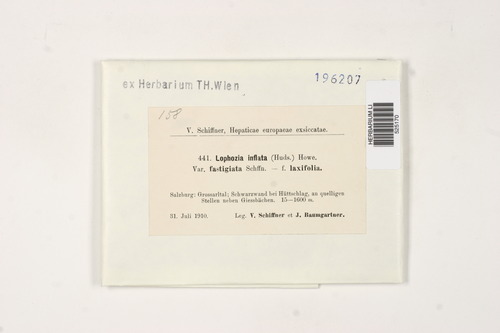 ex Herbarium TH.Wien
196207
HERBARIUM LI
S25170
158
V. Schiffner, Hepaticae europaeae exsiccatae.
441. Lophozia inflata (Huds.) Howe.
Var. fastigiata Schffn. — f. laxifolia.
Salzburg: Grossarltal; Schwarzwand bei Hüttschlag, an quelligen
Stellen neben Giessbächen. 15—1600 m.
31. Juli 1910. Leg. V. Schiffner et J. Baumgartner.